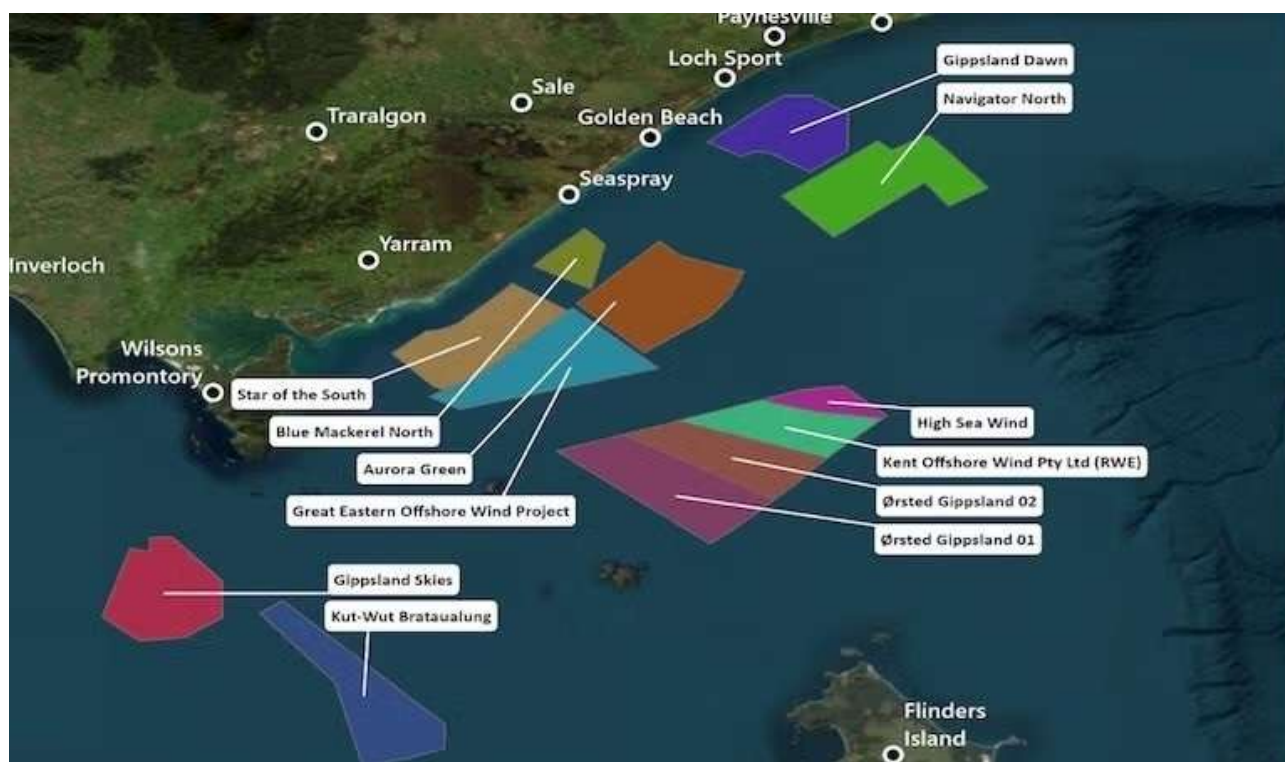 Paynesville
Loch Sport
Gippsland Dawn
Sale
Navigator North
Traralgon
Golden Beach
Seaspray
Yarram
Inverloch
Wilsons
Promontory
Star of the South
Blue Mackerel North
High Sea Wind
Aurora Green
Kent Offshore Wind Pty Ltd (RWE)
Great Eastern Offshore Wind Project
Ørsted Gippsland 02
Ørsted Gippsland 01
Gippsland Skies
Kut-Wut Brataualung
Flinders
Island